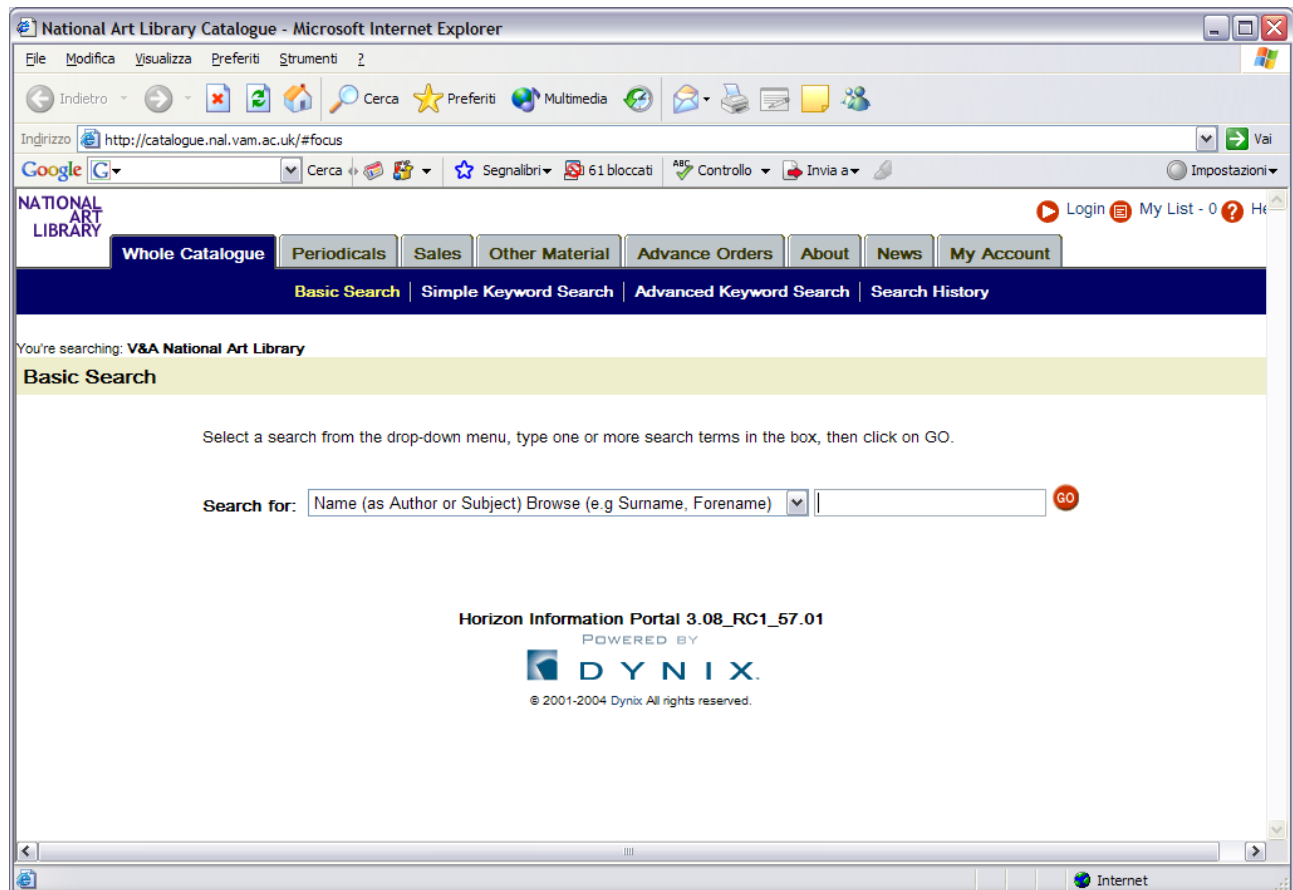 National Art Library Catalogue - Microsoft Internet Explorer
File Modifica Visualizza Preferiti Strumenti ?
Indietro Cerca Preferiti Multimedia
Indirizzo http://catalogue.nal.vam.ac.uk/#focus Vai
Google G Cerca Segnalibri 61 bloccati ABC Controllo Invia a Impostazioni
NATIONAL
ART
LIBRARY
Login My List - 0 ? He
Whole Catalogue Periodicals Sales Other Material Advance Orders About News My Account
Basic Search | Simple Keyword Search | Advanced Keyword Search | Search History
You're searching: V&A National Art Library
Basic Search
Select a search from the drop-down menu, type one or more search terms in the box, then click on GO.
Search for: Name (as Author or Subject) Browse (e.g Surname, Forename) GO
Horizon Information Portal 3.08_RC1_57.01
POWERED BY
DYNIX.
© 2001-2004 Dynix All rights reserved.
Internet